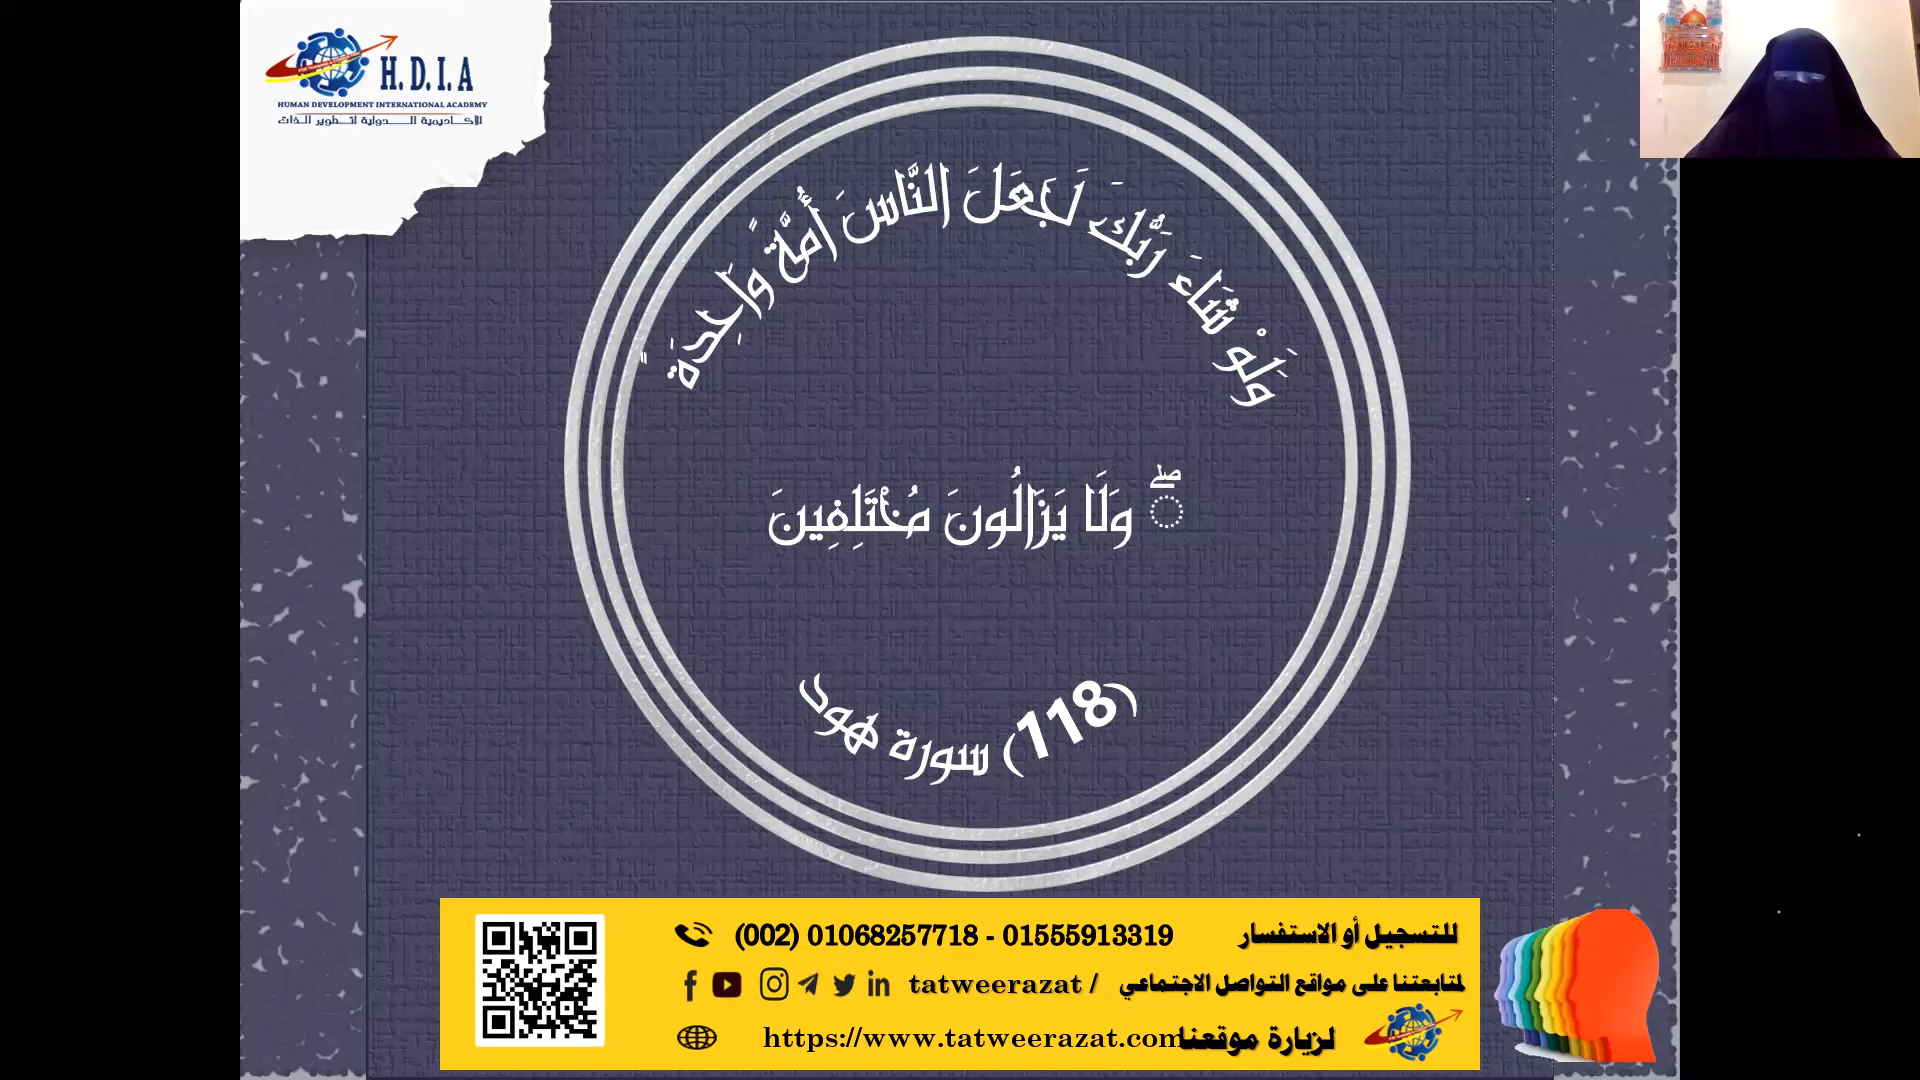 H.D.I.A
HUMAN DEVELOPMENT INTERNATIONAL ACADEMY
الأكاديمية الدولية لتطوير الذات
وَلَوْ شَاءَ رَبُّكَ لَجَعَلَ النَّاسَ أُمَّةً وَاحِدَةً
ۖ وَلَا يَزَالُونَ مُخْتَلِفِينَ
(118) سورة هود
للتسجيل أو الاستفسار 01555913319 - 01068257718 (002)
لمتابعتنا على مواقع التواصل الاجتماعي / tatweerazat
لزيارة موقعنا https://www.tatweerazat.com